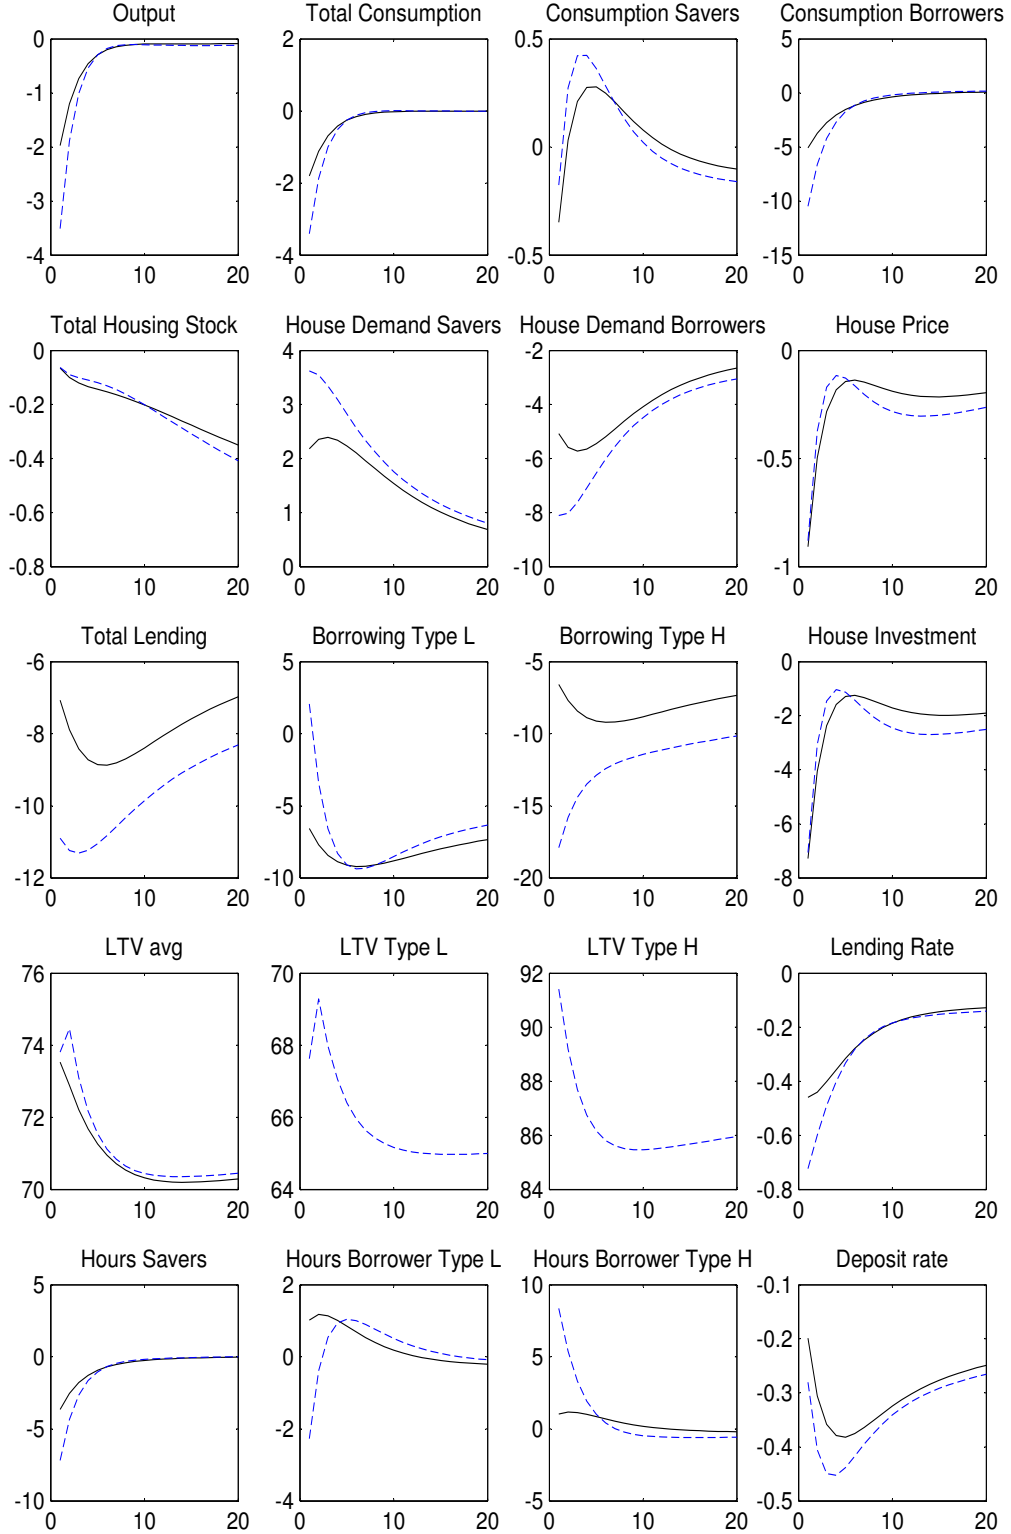 Output Total Consumption Consumption Savers Consumption Borrowers
0 2 0.5 5
-1 0 0
-2 0 -5
-3 -2 -10
-4 -4 -0.5 -15
0 10 20 0 10 20 0 10 20 0 10 20
Total Housing Stock House Demand Savers House Demand Borrowers House Price
0 4 -2 0
-0.2 3 -4
-0.4 2 -6 -0.5
-0.6 1 -8
-0.8 0 -10 -1
0 10 20 0 10 20 0 10 20 0 10 20
Total Lending Borrowing Type L Borrowing Type H House Investment
-6 5 -5 0
-8 0 -10 -2
-4
-10 -5 -15 -6
-12 -10 -20 -8
0 10 20 0 10 20 0 10 20 0 10 20
LTV avg LTV Type L LTV Type H Lending Rate
76 70 92 0
74 68 90 -0.2
88 -0.4
72 66 86 -0.6
70 64 84 -0.8
0 10 20 0 10 20 0 10 20 0 10 20
Hours Savers Hours Borrower Type L Hours Borrower Type H Deposit rate
5 2 10 -0.1
0 0 5 -0.2
-0.3
-5 -2 0 -0.4
-10 -4 -5 -0.5
0 10 20 0 10 20 0 10 20 0 10 20